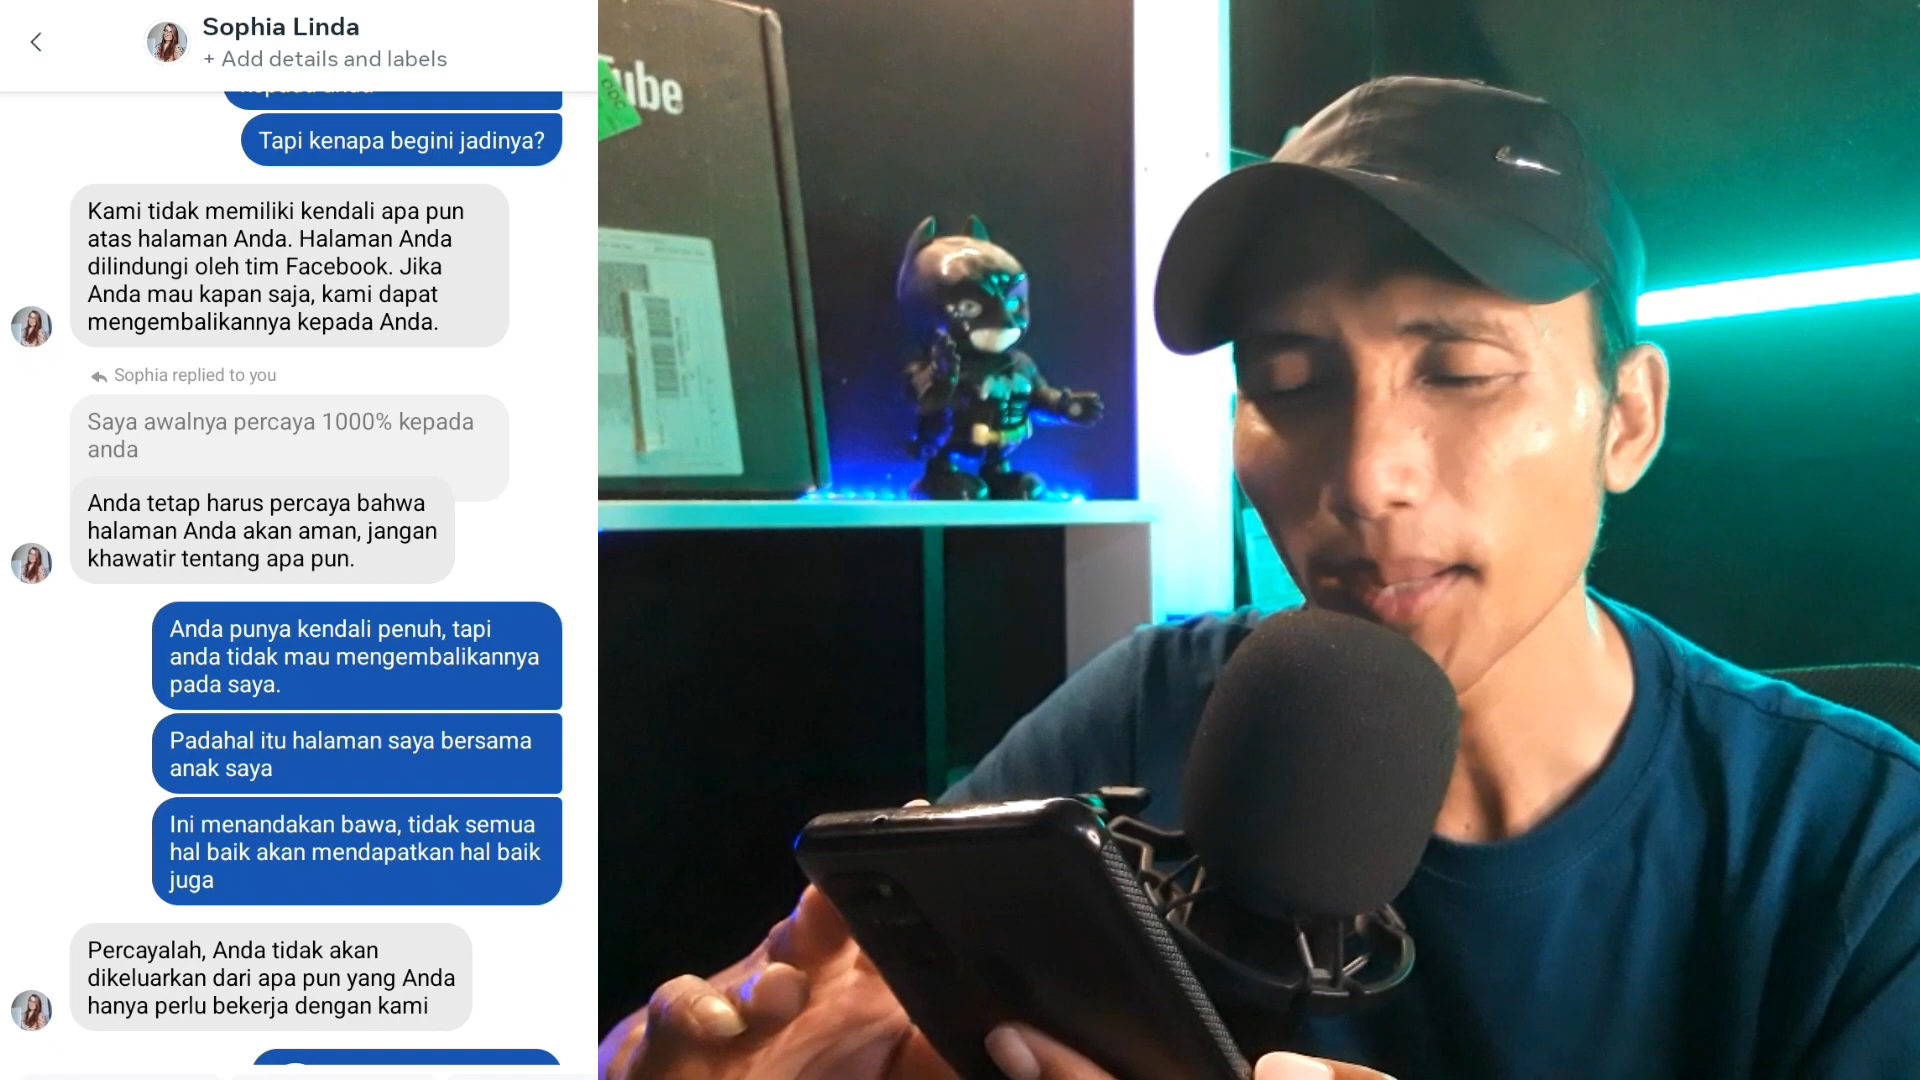 Sophia Linda
+ Add details and labels
Tapi kenapa begini jadinya?
Kami tidak memiliki kendali apa pun
atas halaman Anda. Halaman Anda
dilindungi oleh tim Facebook. Jika
Anda mau kapan saja, kami dapat
mengembalikannya kepada Anda.
Sophia replied to you
Saya awalnya percaya 1000% kepada
anda
Anda tetap harus percaya bahwa
halaman Anda akan aman, jangan
khawatir tentang apa pun.
Anda punya kendali penuh, tapi
anda tidak mau mengembalikannya
pada saya.
Padahal itu halaman saya bersama
anak saya
Ini menandakan bawa, tidak semua
hal baik akan mendapatkan hal baik
juga
Percayalah, Anda tidak akan
dikeluarkan dari apa pun yang Anda
hanya perlu bekerja dengan kami
Tube